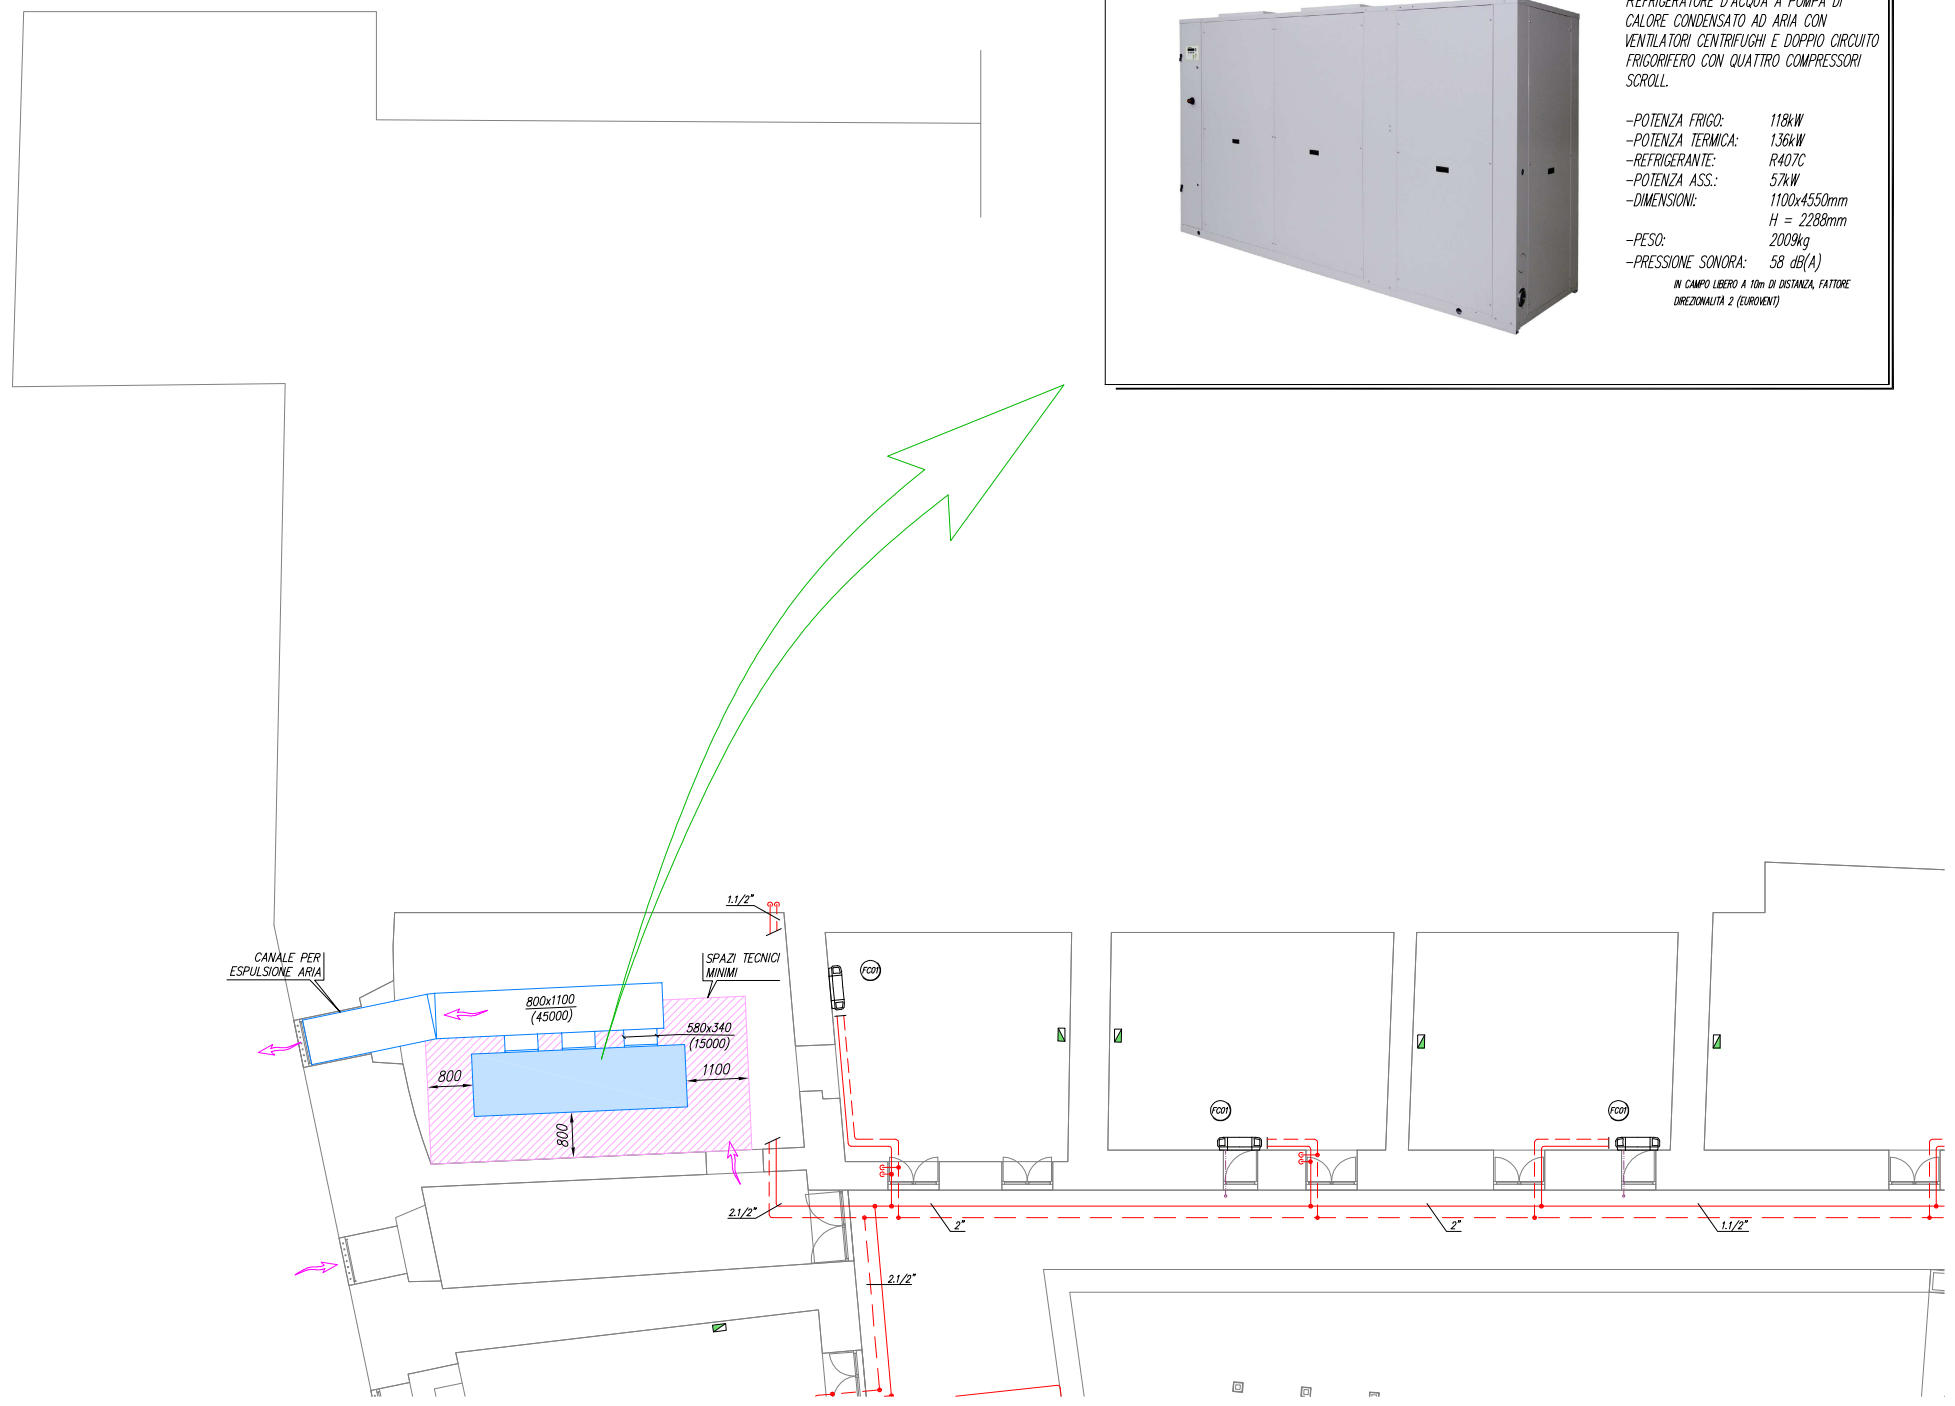 REFRIGERATORE D'ACQUA A POMPA DI
CALORE CONDENSATO AD ARIA CON
VENTILATORI CENTRIFUGHI E DOPPIO CIRCUITO
FRIGORIFERO CON QUATTRO COMPRESSORI
SCROLL.
-POTENZA FRIGO: 118kW
-POTENZA TERMICA: 136kW
-REFRIGERANTE: R407C
-POTENZA ASS.: 57kW
-DIMENSIONI: 1100x4550mm
H = 2288mm
-PESO: 2009kg
-PRESSIONE SONORA: 58 dB(A)
IN CAMPO LIBERO A 10m DI DISTANZA, FATTORE
DIREZIONALITÀ 2 (EUROVENT)
1.1/2"
CANALE PER
ESPULSIONE ARIA
SPAZI TECNICI
MINIMI
800x1100
(45000)
580x340
(15000)
800
1100
800
FC01
FC01
FC01
2.1/2"
2"
2"
1.1/2"
2.1/2"